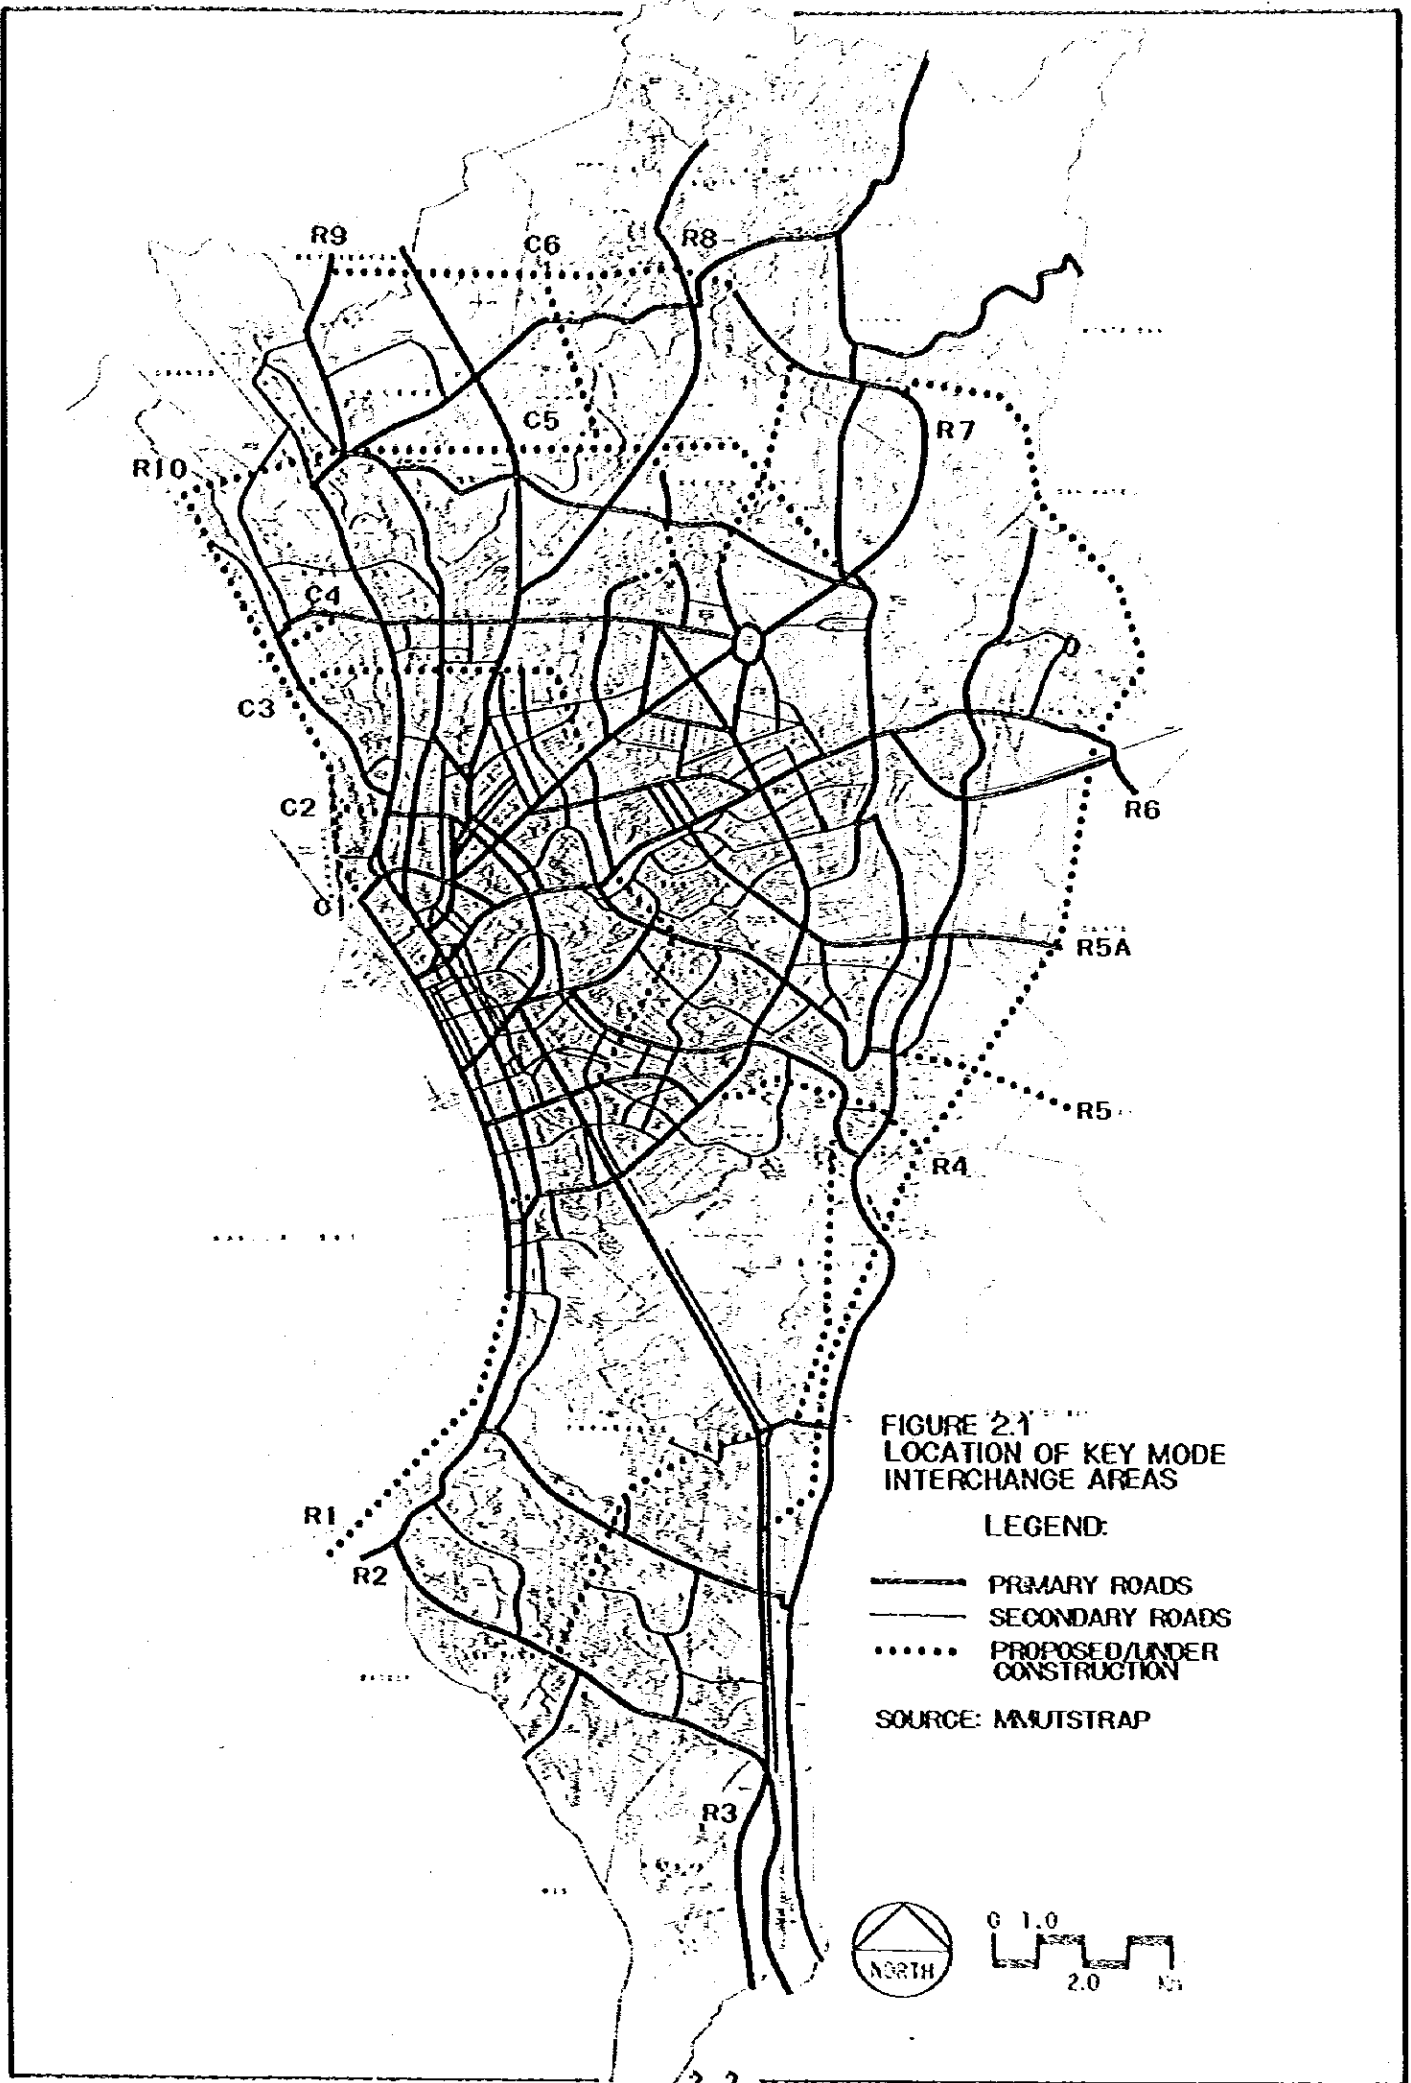 R9
C6
R8
C5
R7
R10
C4
C3
C2
R6
C1
R5A
R5
R4
R1
R2
R3
FIGURE 2.1
LOCATION OF KEY MODE
INTERCHANGE AREAS
LEGEND:
PRIMARY ROADS
SECONDARY ROADS
PROPOSED/UNDER
CONSTRUCTION
SOURCE: MMUTSTRAP
0 1.0
2.0 KM
NORTH